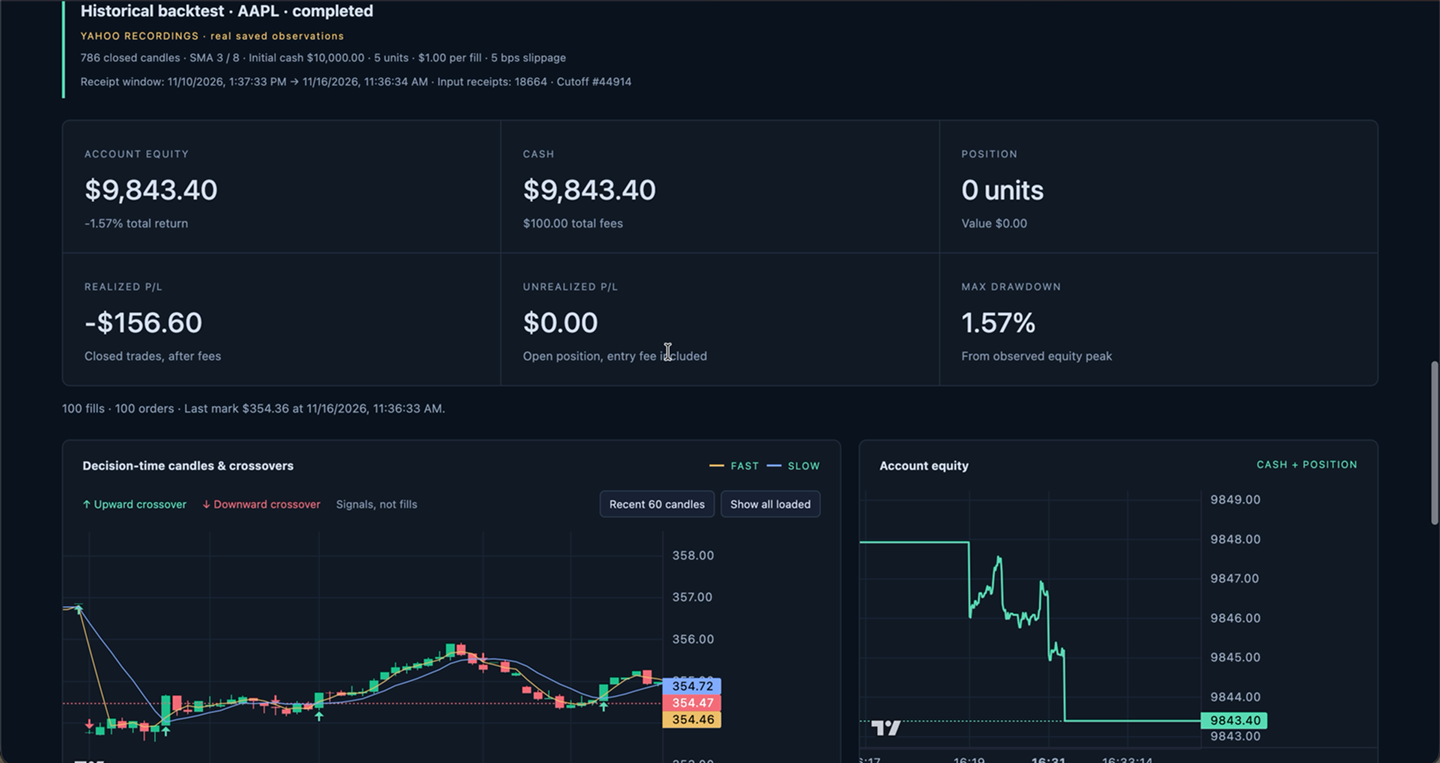 Historical backtest · AAPL · completed
YAHOO RECORDINGS · real saved observations
786 closed candles · SMA 3 / 8 · Initial cash $10,000.00 · 5 units · $1.00 per fill · 5 bps slippage
Receipt window: 11/10/2026, 1:37:33 PM → 11/16/2026, 11:36:34 AM · Input receipts: 18664 · Cutoff #44914
ACCOUNT EQUITY
$9,843.40
-1.57% total return
CASH
$9,843.40
$100.00 total fees
POSITION
0 units
Value $0.00
REALIZED P/L
-$156.60
Closed trades, after fees
UNREALIZED P/L
$0.00
Open position, entry fee included
MAX DRAWDOWN
1.57%
From observed equity peak
100 fills · 100 orders · Last mark $354.36 at 11/16/2026, 11:36:33 AM.
Decision-time candles & crossovers
FAST SLOW
↑ Upward crossover ↓ Downward crossover Signals, not fills
Recent 60 candles Show all loaded
358.00
357.00
356.00
354.72
354.47
354.46
Account equity
CASH + POSITION
9849.00
9848.00
9847.00
9846.00
9845.00
9844.00
9843.40
9843.00
16:19 16:31 16:33:14